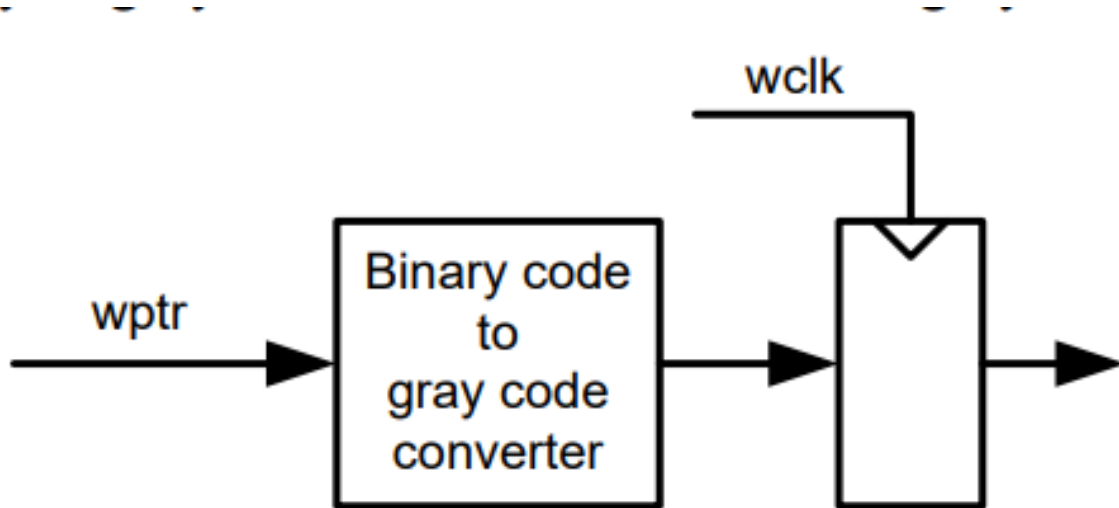 wclk
wptr
Binary code
to
gray code
converter